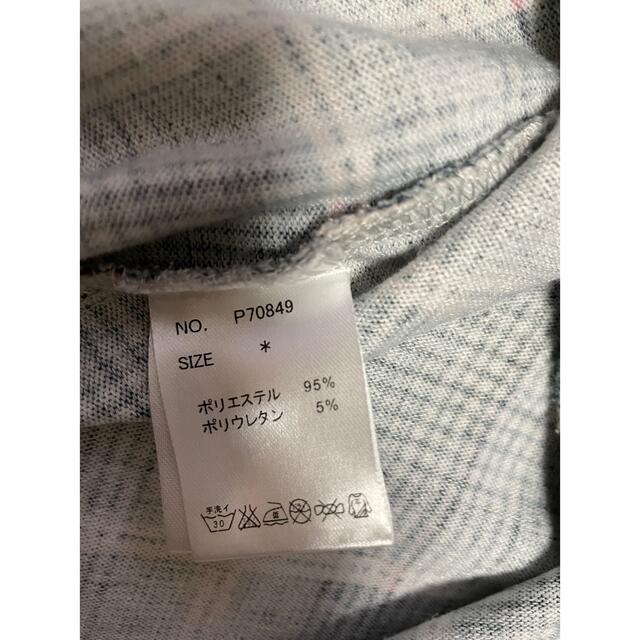 NO. P70849
SIZE *
ポリエステル 95%
ポリウレタン 5%
手洗イ
30